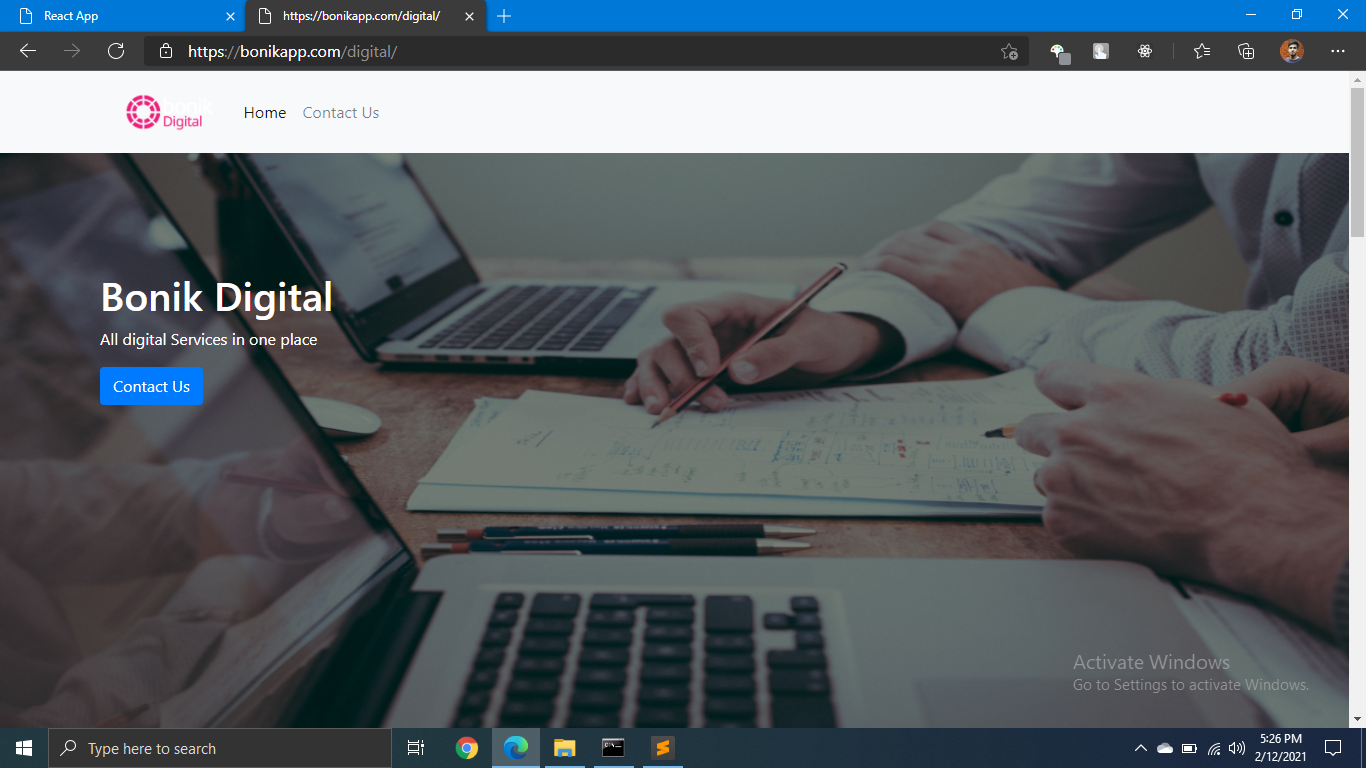 React App
https://bonikapp.com/digital/
https://bonikapp.com/digital/
bonik
Digital
Home
Contact Us
Bonik Digital
All digital Services in one place
Contact Us
Activate Windows
Go to Settings to activate Windows.
Type here to search
5:26 PM
2/12/2021